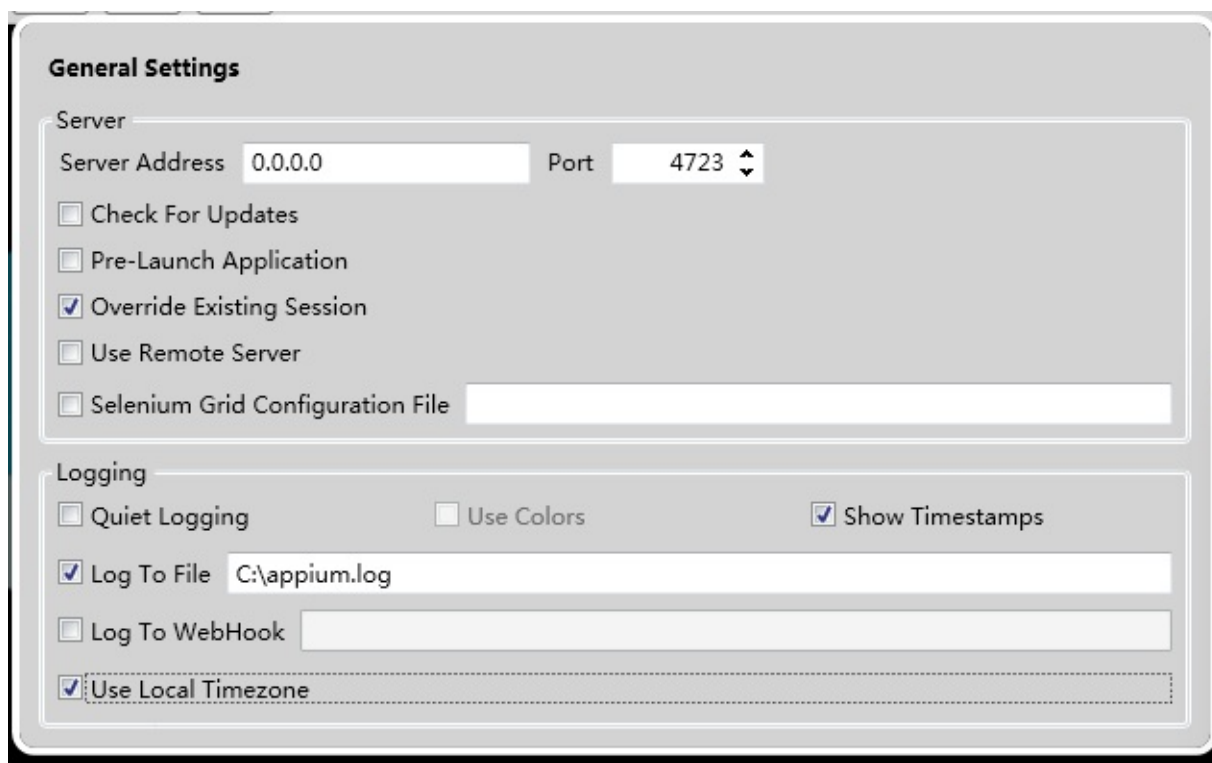 General Settings
Server
Server Address 0.0.0.0 Port 4723
Check For Updates
Pre-Launch Application
Override Existing Session
Use Remote Server
Selenium Grid Configuration File
Logging
Quiet Logging Use Colors Show Timestamps
Log To File C:\appium.log
Log To WebHook
Use Local Timezone